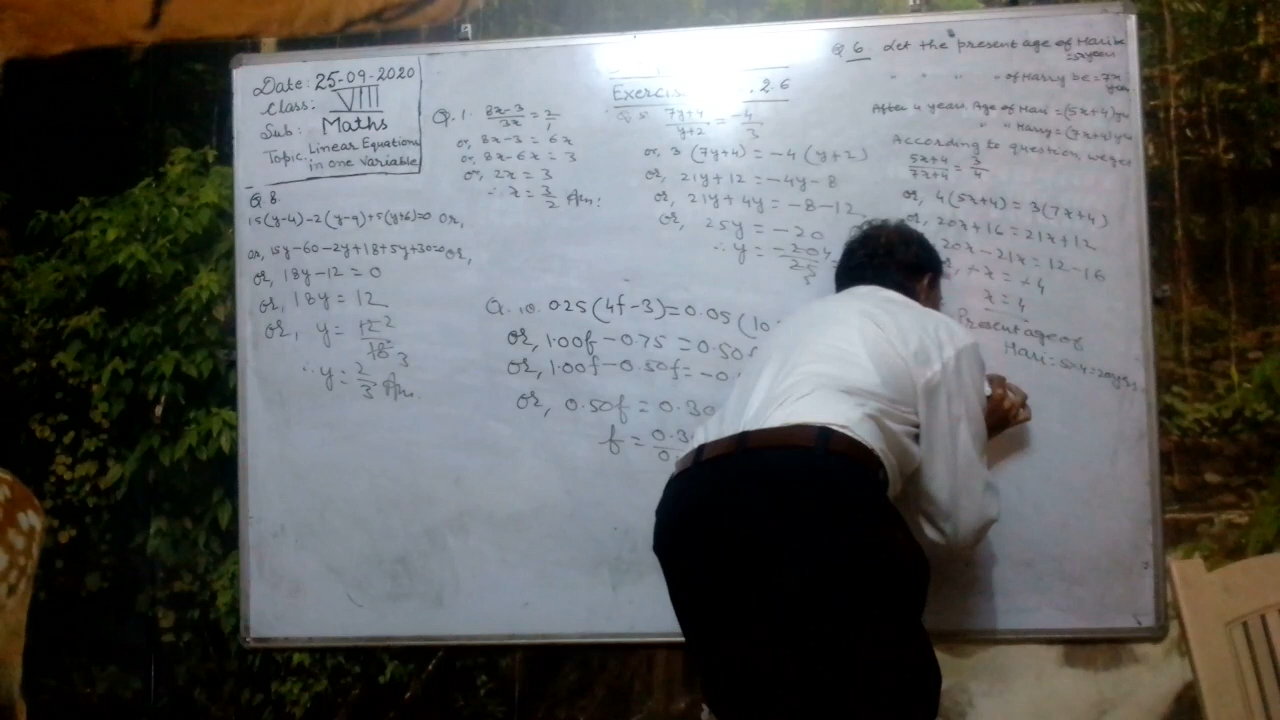 Date: 25-09-2020
Class: VIII
Sub: Maths
Topic: Linear Equations
in one variable
Exercise 2.6
Q.8.
15(y-4)-2(y-9)+5(y+6)=0 or,
or, 15y-60-2y+18+5y+30=0 or,
or, 18y-12=0
or, 18y=12
or, y=12 2/18 3
∴ y=2/3 Ans.
Q.1. 8x-3/3x=2/1
or, 8x-3=6x
or, 8x-6x=3
or, 2x=3
∴ x=3/2 Ans:
7y+4/y+2=-4/3
or, 3(7y+4)=-4(y+2)
or, 21y+12=-4y-8
or, 21y+4y=-8-12
or, 25y=-20
∴ y=-20 4/25 5
Q.10. 0.25(4f-3)=0.05(10
or, 1.00f-0.75=0.50f
or, 1.00f-0.50f=-0.
or, 0.50f=0.30
f=0.3/0.
Q 6. Let the present age of Hari be
=5x years
" " " " of Harry be=7x
years
After 4 years, Age of Hari=(5x+4)yrs
" " Harry=(7x+4)yrs
According to question, we get
5x+4/7x+4=3/4
or, 4(5x+4)=3(7x+4)
or, 20x+16=21x+12
20x-21x=12-16
x=4
Present age of
Hari=5x4=20yrs